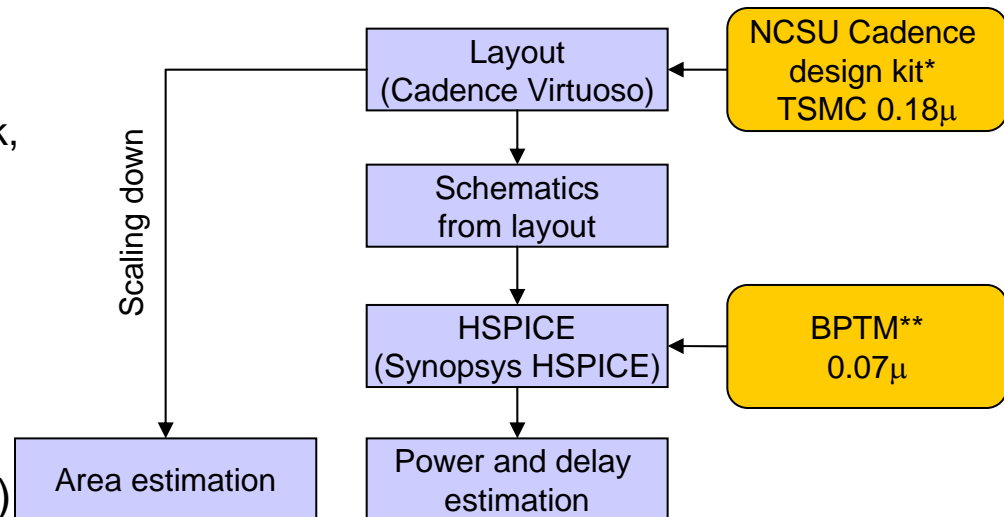 Layout
(Cadence Virtuoso)
NCSU Cadence
design kit*
TSMC 0.18μ
k,
Scaling down
Schematics
from layout
HSPICE
(Synopsys HSPICE)
BPTM**
0.07μ
)
Area estimation
Power and delay
estimation